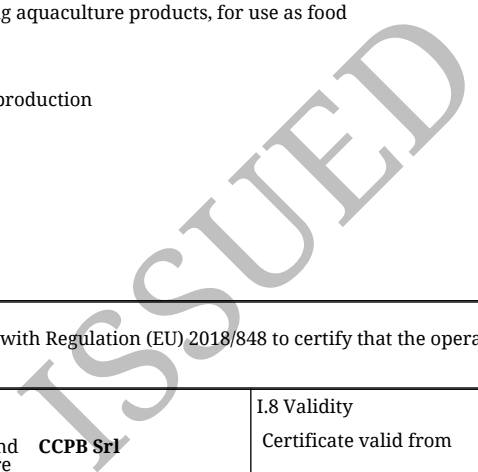 g aquaculture products, for use as food
production
ISSUED
with Regulation (EU) 2018/848 to certify that the opera
I.8 Validity
Certificate valid from
nd CCPB Srl
re